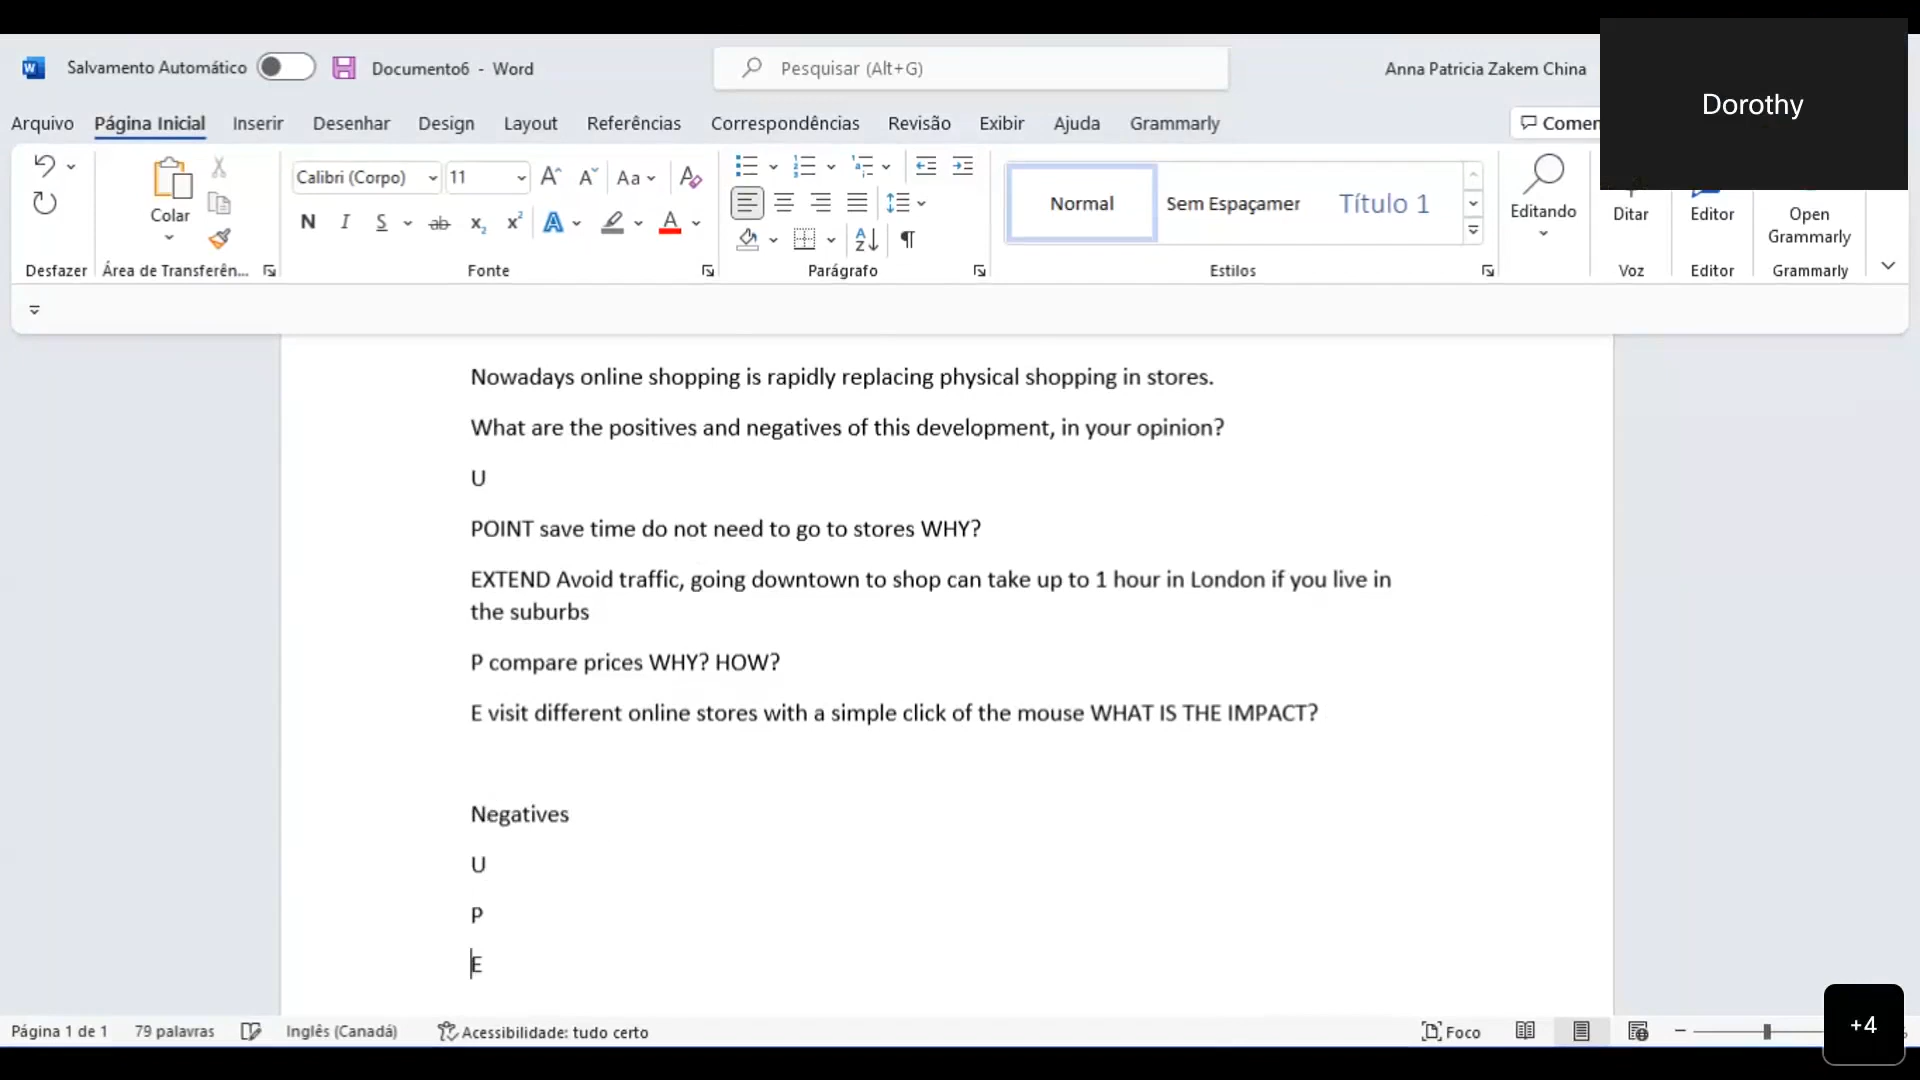 Salvamento Automático
Documento6 - Word
Pesquisar (Alt+G)
Anna Patricia Zakem China
Dorothy
Arquivo Página Inicial Inserir Desenhar Design Layout Referências Correspondências Revisão Exibir Ajuda Grammarly
Comen
Calibri (Corpo) 11
Colar
N I S ab x₂ x² A A
Aa
Normal Sem Espaçamer Título 1
Editando
Ditar
Editor
Open Grammarly
Desfazer Área de Transferên... Fonte Parágrafo Estilos Voz Editor Grammarly
Nowadays online shopping is rapidly replacing physical shopping in stores.
What are the positives and negatives of this development, in your opinion?
U
POINT save time do not need to go to stores WHY?
EXTEND Avoid traffic, going downtown to shop can take up to 1 hour in London if you live in
the suburbs
P compare prices WHY? HOW?
E visit different online stores with a simple click of the mouse WHAT IS THE IMPACT?
Negatives
U
P
E
Página 1 de 1 79 palavras Inglês (Canadá) Acessibilidade: tudo certo
Foco
+4